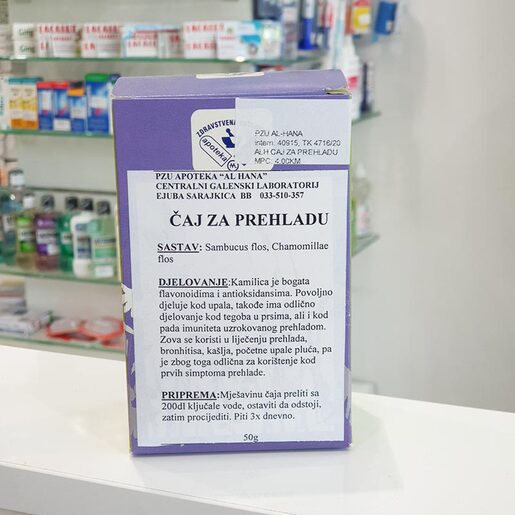 LACALUT
LACALUT
ZDRAVSTVENA
apoteka
PZU AL-HANA
Intern: 40915, TK 4716/20
ALH ČAJ ZA PREHLADU
MPC: 4,00KM
PZU APOTEKA "AL HANA"
CENTRALNI GALENSKI LABORATORIJ
EJUBA SARAJKICA BB 033-510-357
ČAJ ZA PREHLADU
SASTAV: Sambucus flos, Chamomillae
flos
DJELOVANJE:Kamilica je bogata
flavonoidima i antioksidansima. Povoljno
djeluje kod upala, takođe ima odlično
djelovanje kod tegoba u prsima, ali i kod
pada imuniteta uzrokovanog prehladom.
Zova se koristi u liječenju prehlada,
bronhitisa, kašlja, početne upale pluća, pa
je zbog toga odlična za korištenje kod
prvih simptoma prehlade.
PRIPREMA:Mješavinu čaja preliti sa
200dl ključale vode, ostaviti da odstoji,
zatim procijediti. Piti 3x dnevno.
50g